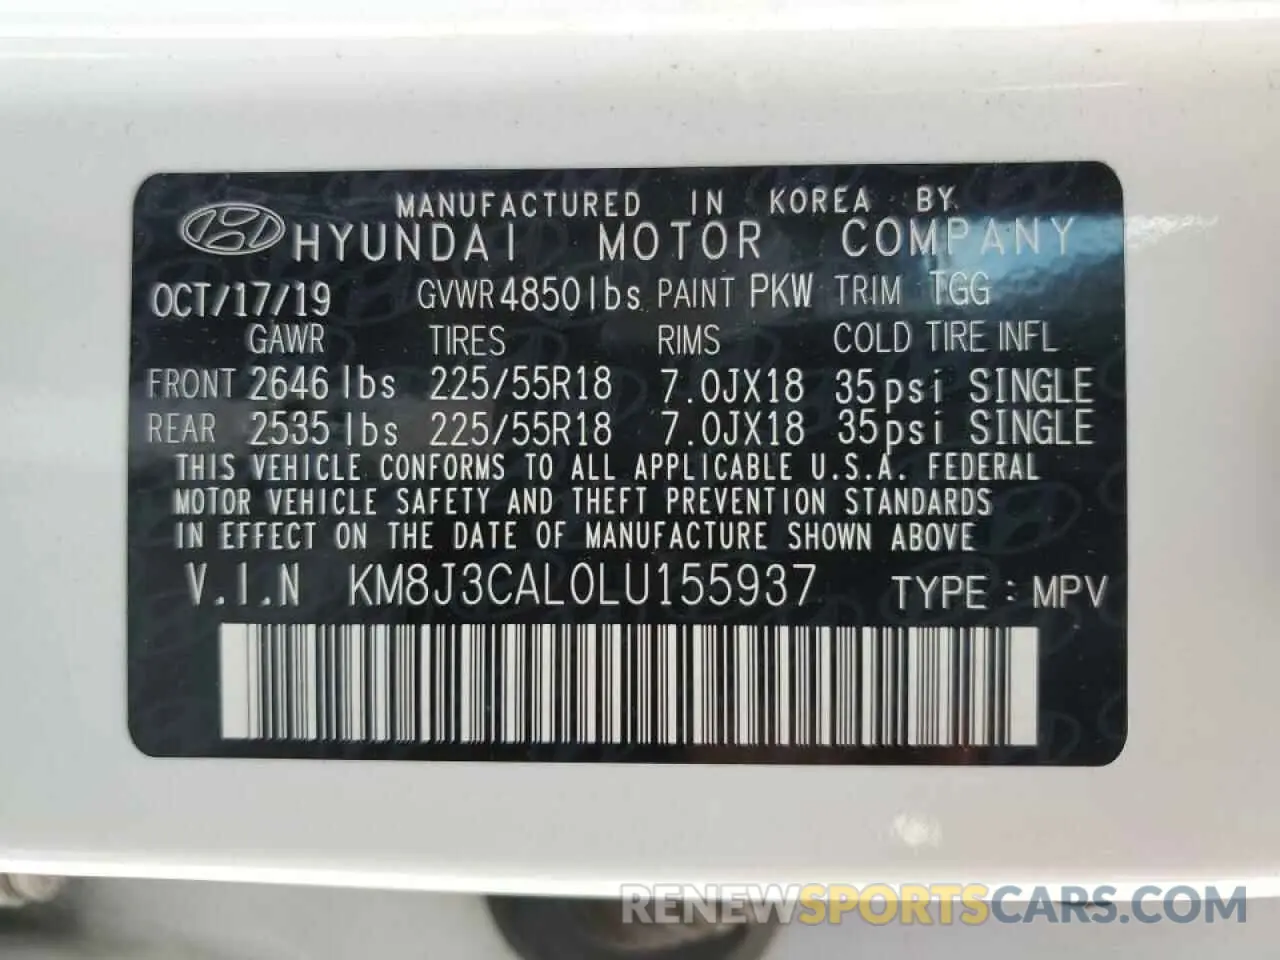 MANUFACTURED IN KOREA BY
HYUNDAI MOTOR COMPANY
OCT/17/19 GVWR 4850lbs PAINT PKW TRIM TGG
GAWR TIRES RIMS COLD TIRE INFL
FRONT 2646 lbs 225/55R18 7.0JX18 35psi SINGLE
REAR 2535 lbs 225/55R18 7.0JX18 35psi SINGLE
THIS VEHICLE CONFORMS TO ALL APPLICABLE U.S.A. FEDERAL
MOTOR VEHICLE SAFETY AND THEFT PREVENTION STANDARDS
IN EFFECT ON THE DATE OF MANUFACTURE SHOWN ABOVE
V.I.N KM8J3CAL0LU155937 TYPE : MPV
RENEWSPORTSCARS.COM